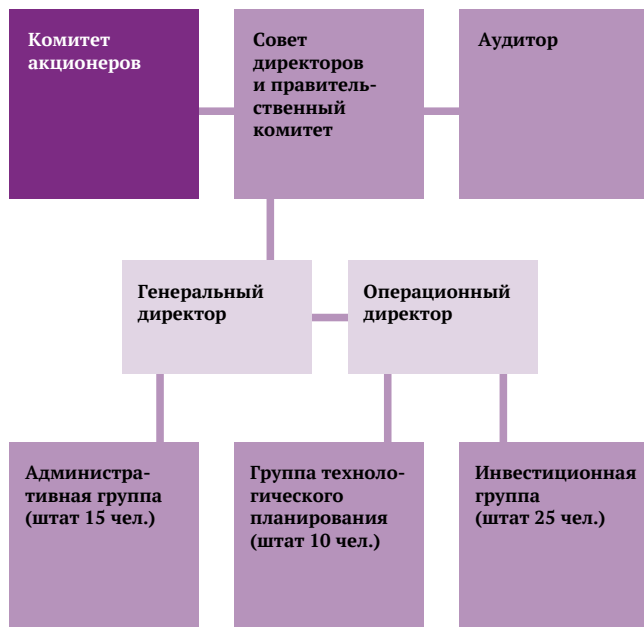 Комитет
акционеров
Совет
директоров
и правитель-
ственный
комитет
Аудитор
Генеральный
директор
Операционный
директор
Администра-
тивная группа
(штат 15 чел.)
Группа техноло-
гического
планирования
(штат 10 чел.)
Инвестиционная
группа
(штат 25 чел.)